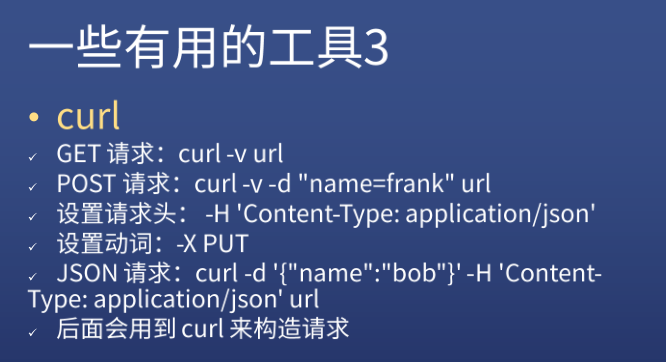 一些有用的工具3
• curl
✓ GET 请求：curl -v url
✓ POST 请求：curl -v -d "name=frank" url
✓ 设置请求头： -H 'Content-Type: application/json'
✓ 设置动词：-X PUT
✓ JSON 请求：curl -d '{"name":"bob"}' -H 'Content-
Type: application/json' url
✓ 后面会用到 curl 来构造请求